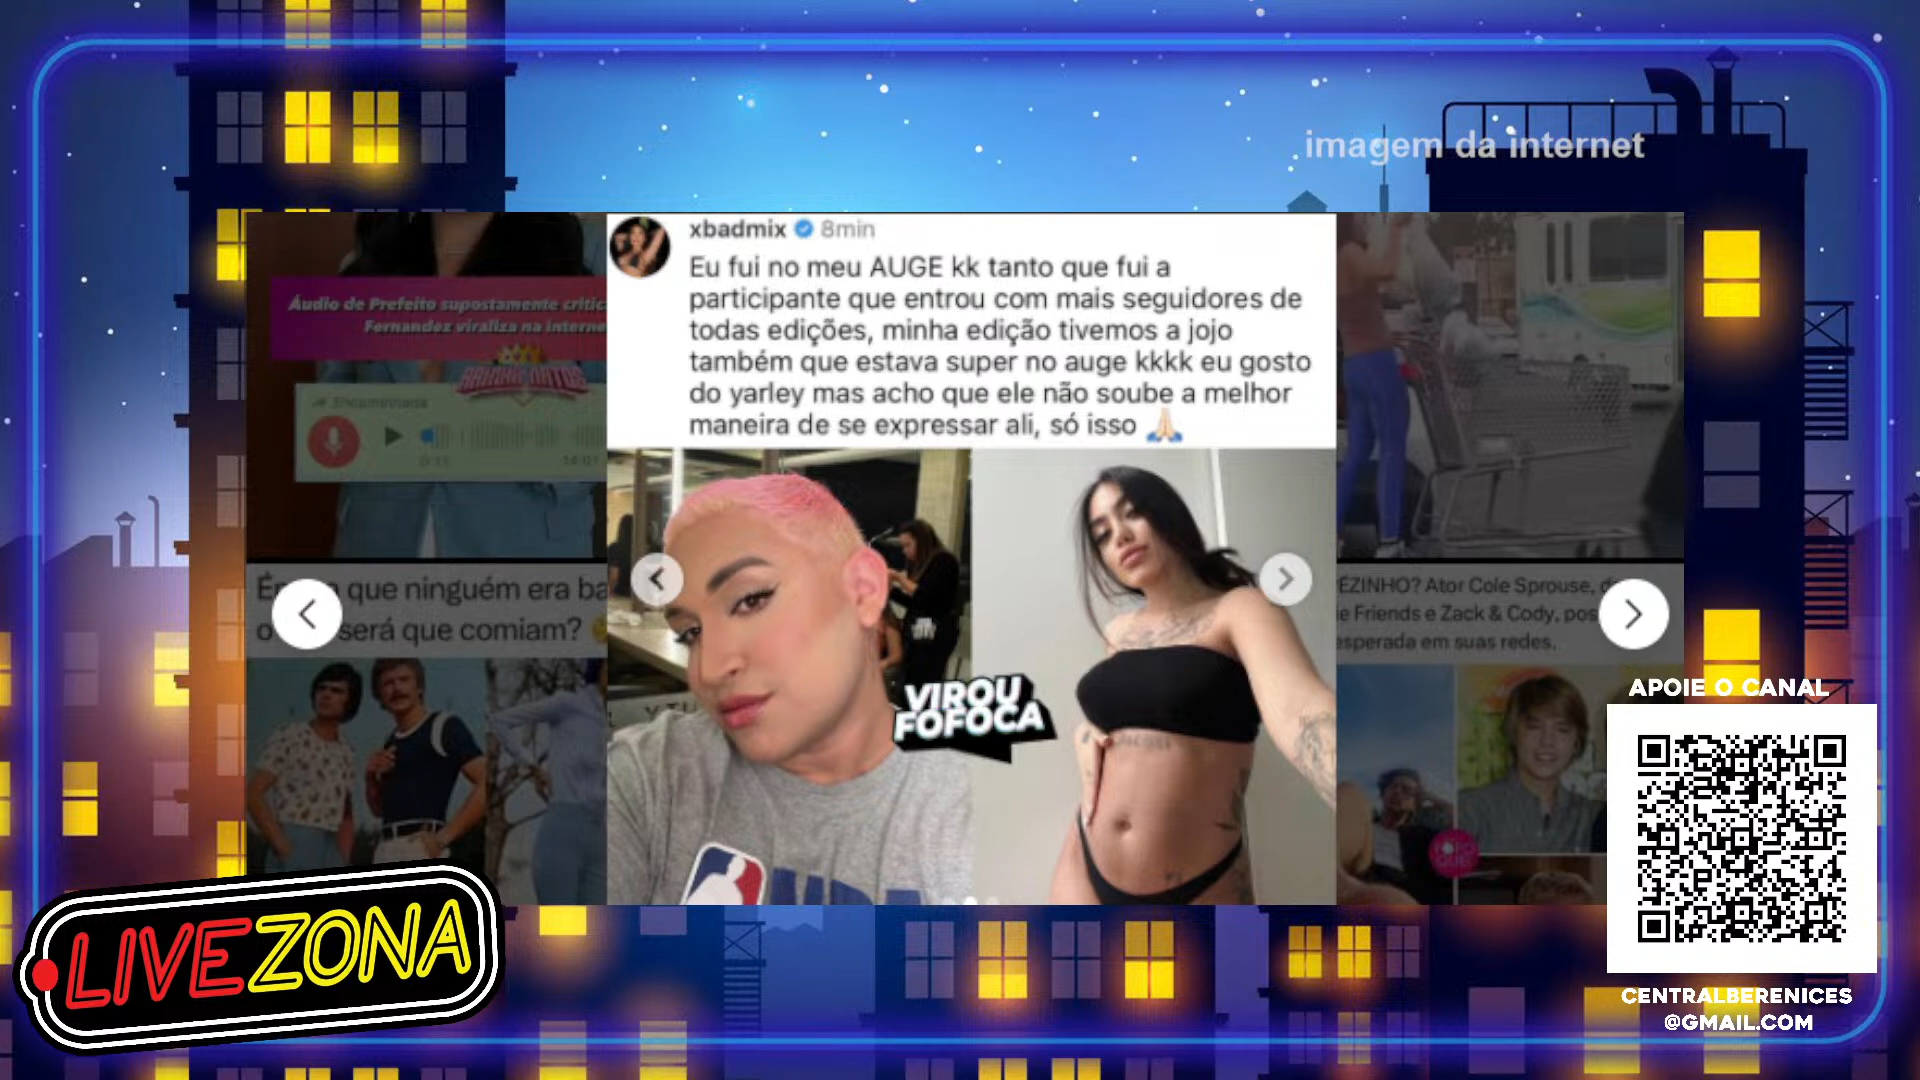 imagem da internet
xbadmix 8min
Eu fui no meu AUGE kk tanto que fui a
participante que entrou com mais seguidores de
todas edições, minha edição tivemos a jojo
também que estava super no auge kkkk eu gosto
do yarley mas acho que ele não soube a melhor
maneira de se expressar ali, só isso 🙏🏻
Áudio de Prefeito supostamente critic
Fernandez viraliza na interne
Encaminhada
que ninguém era ba
o será que comiam?
VIROU
FOFOCA
EZINHO? Ator Cole Sprouse, d
e Friends e Zack & Cody, pos
esperada em suas redes.
APOIE O CANAL
CENTRALBERENICES
@GMAIL.COM
LIVEZONA